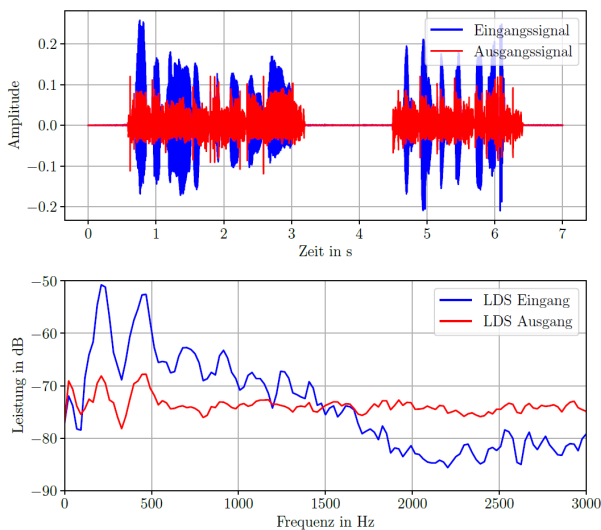 Eingangssignal
Ausgangssignal
Amplitude
0.2
0.1
0.0
−0.1
−0.2
0 1 2 3 4 5 6 7
Zeit in s
LDS Eingang
LDS Ausgang
Leistung in dB
−50
−60
−70
−80
−90
0 500 1000 1500 2000 2500 3000
Frequenz in Hz